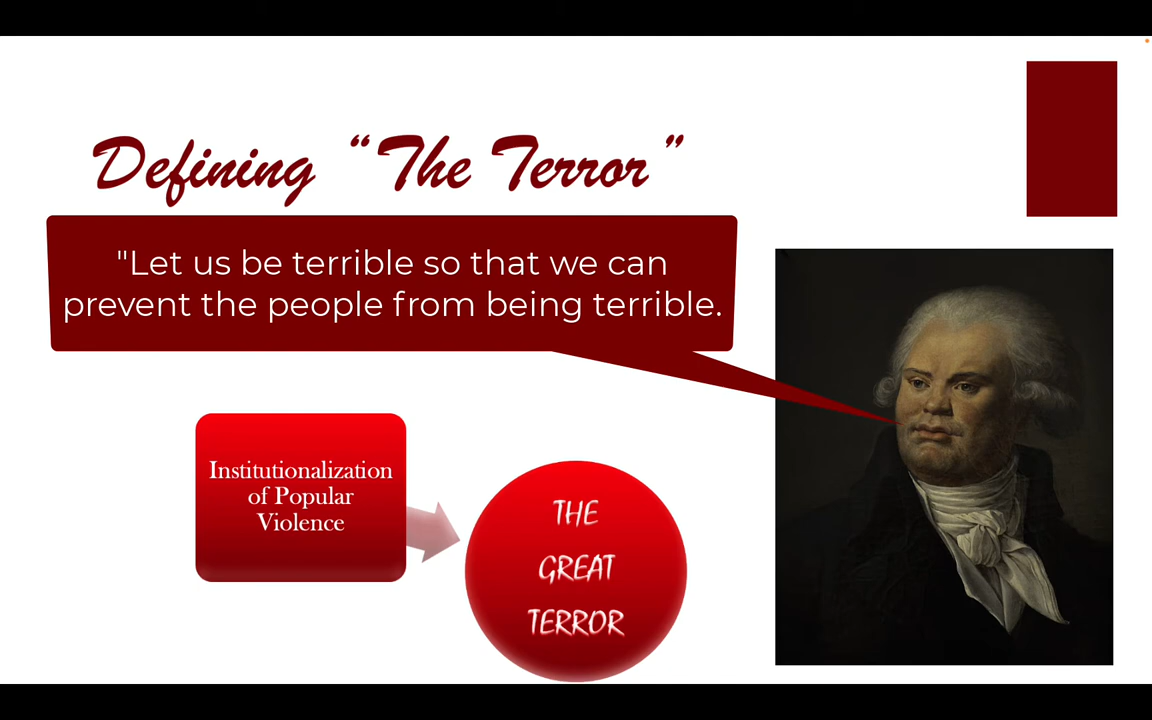 Defining “The Terror”
"Let us be terrible so that we can
prevent the people from being terrible.
Institutionalization
of Popular
Violence
THE
GREAT
TERROR